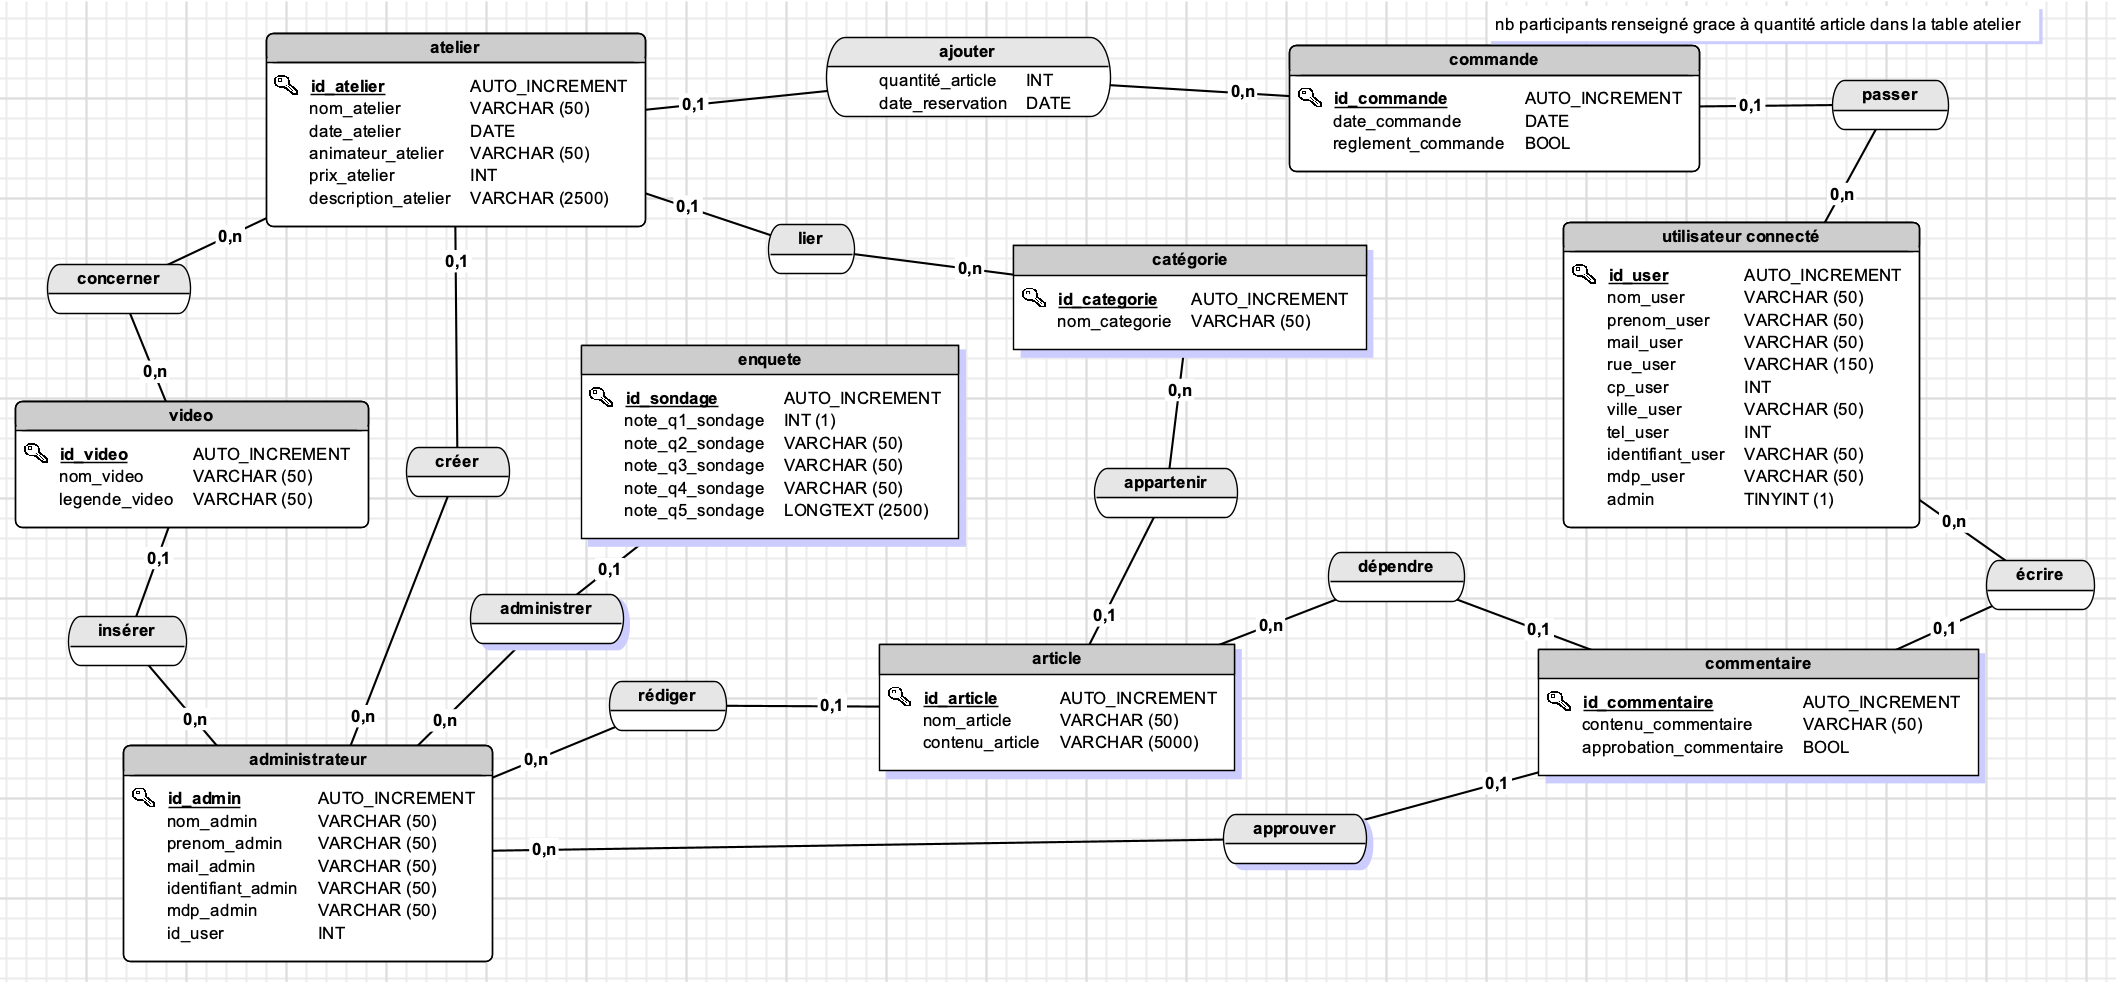 nb participants renseigné grace à quantité article dans la table atelier
atelier
id_atelier AUTO_INCREMENT
nom_atelier VARCHAR (50)
date_atelier DATE
animateur_atelier VARCHAR (50)
prix_atelier INT
description_atelier VARCHAR (2500)
0,1
ajouter
quantité_article INT
date_reservation DATE
0,n
commande
id_commande AUTO_INCREMENT
date_commande DATE
reglement_commande BOOL
0,1
passer
0,n
0,1
lier
0,n
catégorie
id_categorie AUTO_INCREMENT
nom_categorie VARCHAR (50)
utilisateur connecté
id_user AUTO_INCREMENT
nom_user VARCHAR (50)
prenom_user VARCHAR (50)
mail_user VARCHAR (50)
rue_user VARCHAR (150)
cp_user INT
ville_user VARCHAR (50)
tel_user INT
identifiant_user VARCHAR (50)
mdp_user VARCHAR (50)
admin TINYINT (1)
0,n
concerner
0,n
0,1
créer
0,n
enquete
id_sondage AUTO_INCREMENT
note_q1_sondage INT (1)
note_q2_sondage VARCHAR (50)
note_q3_sondage VARCHAR (50)
note_q4_sondage VARCHAR (50)
note_q5_sondage LONGTEXT (2500)
0,n
appartenir
0,1
video
id_video AUTO_INCREMENT
nom_video VARCHAR (50)
legende_video VARCHAR (50)
0,1
insérer
0,n
0,1
administrer
0,n
dépendre
0,n
0,1
0,n
écrire
0,1
rédiger
0,1
0,n
article
id_article AUTO_INCREMENT
nom_article VARCHAR (50)
contenu_article VARCHAR (5000)
commentaire
id_commentaire AUTO_INCREMENT
contenu_commentaire VARCHAR (50)
approbation_commentaire BOOL
0,1
approuver
0,n
administrateur
id_admin AUTO_INCREMENT
nom_admin VARCHAR (50)
prenom_admin VARCHAR (50)
mail_admin VARCHAR (50)
identifiant_admin VARCHAR (50)
mdp_admin VARCHAR (50)
id_user INT